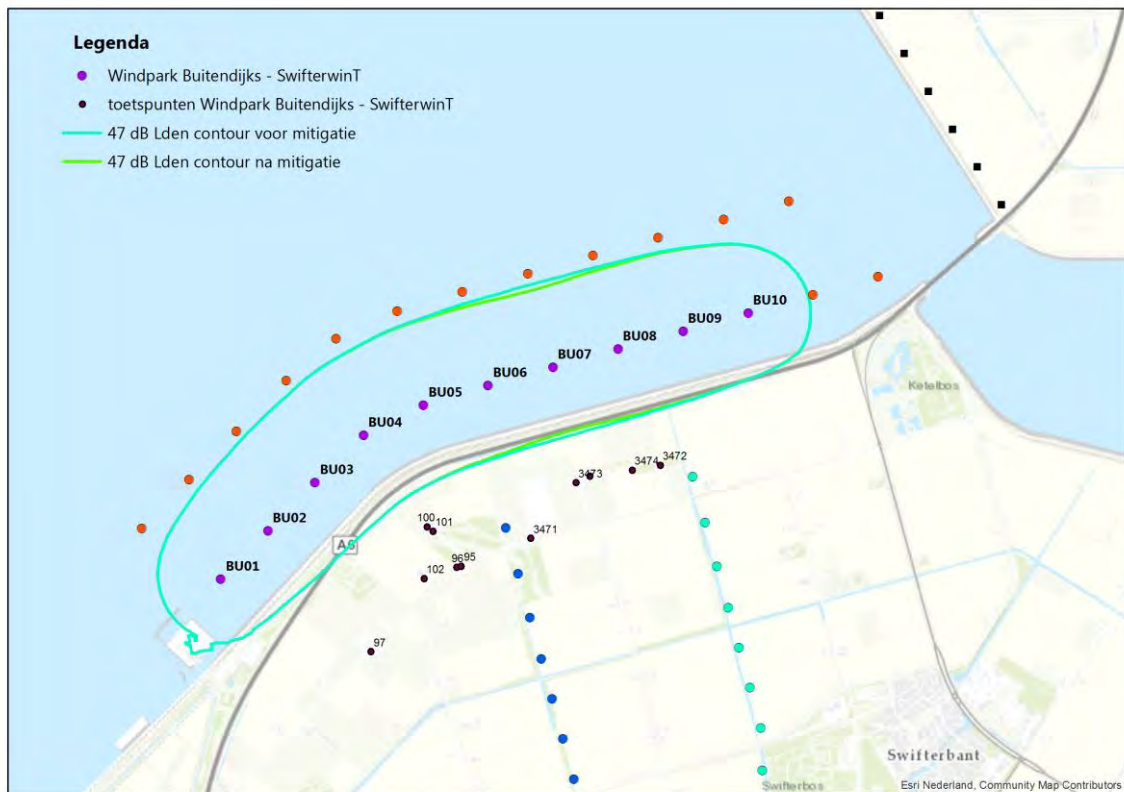 Legenda
Windpark Buitendijks - SwifterwinT
toetspunten Windpark Buitendijks - SwifterwinT
47 dB Lden contour voor mitigatie
47 dB Lden contour na mitigatie
BU10
BU09
BU08
BU07
BU06
BU05
BU04
BU03
BU02
BU01
Ketelbos
3472
3474
3473
3471
100
101
A6
96
95
102
97
Swifterbant
Swifterbos
Esri Nederland, Community Map Contributors